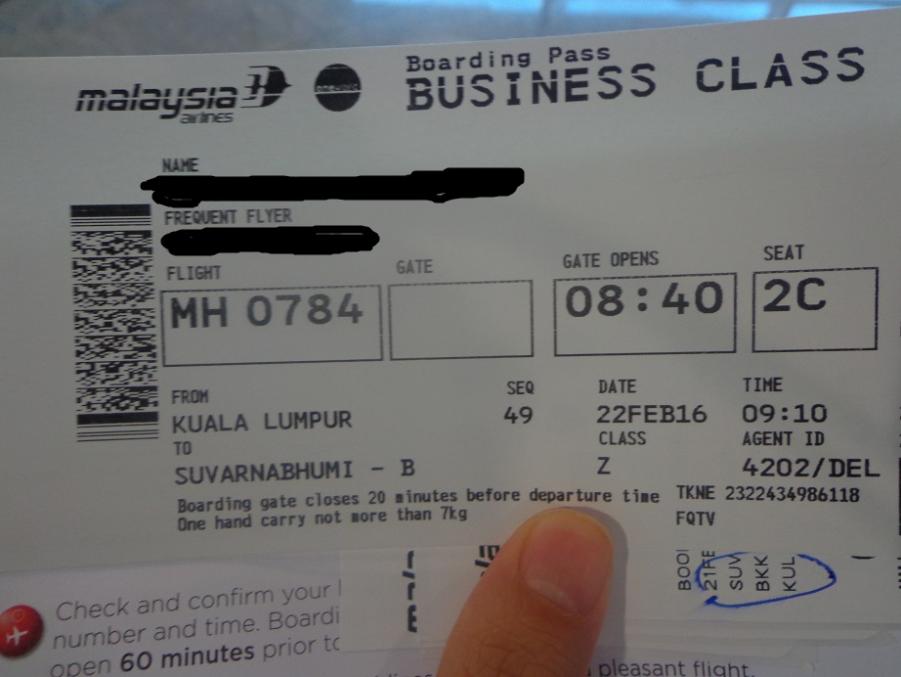 malaysia
airlines
oneworld
Boarding Pass
BUSINESS CLASS
NAME
FREQUENT FLYER
FLIGHT GATE GATE OPENS SEAT
MH 0784 08:40 2C
FROM SEQ DATE TIME
KUALA LUMPUR 49 22FEB16 09:10
TO CLASS AGENT ID
SUVARNABHUMI - B Z 4202/DEL
Boarding gate closes 20 minutes before departure time TKNE 2322434986118
One hand carry not more than 7kg FQTV
SUV
BKK
KUL
Check and confirm your
number and time. Boardi
open 60 minutes prior to
pleasant flight.